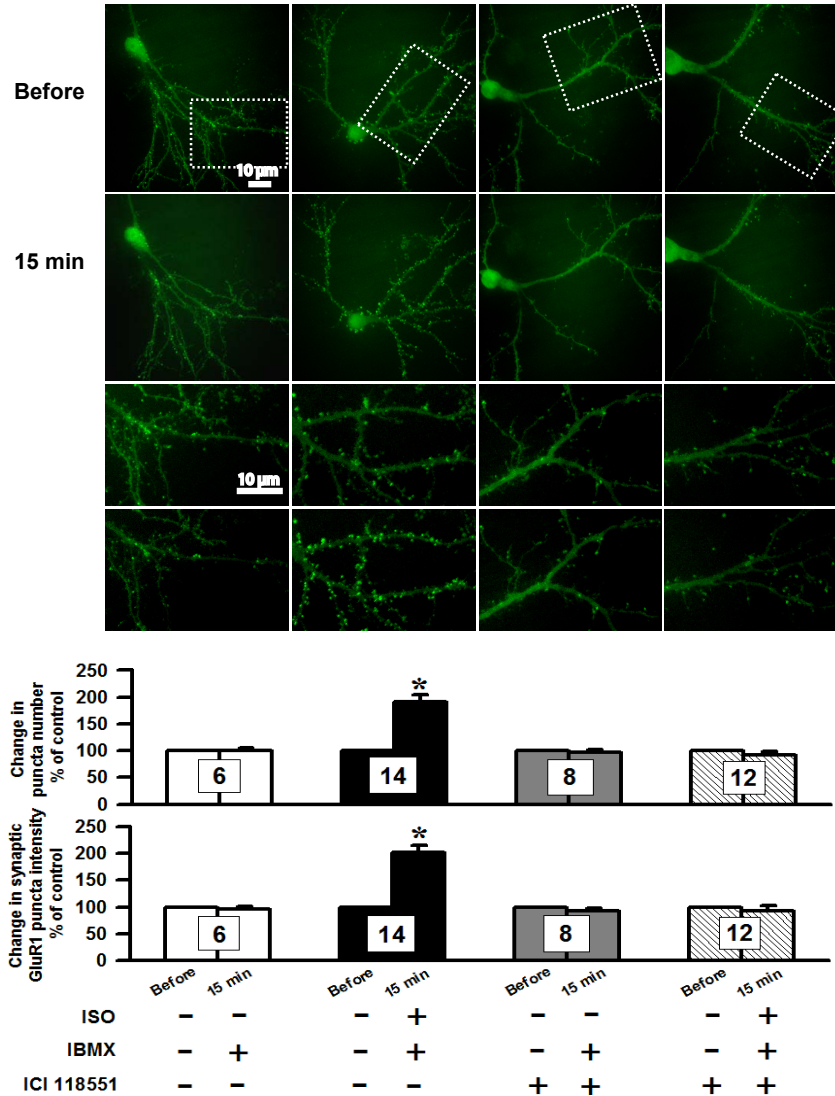 Before
10 µm
15 min
10 µm
Change in
puncta number
% of control
250
200
150
100
50
0
*
6
14
8
12
Change in synaptic
GluR1 puncta intensity
% of control
250
200
150
100
50
0
*
6
14
8
12
Before 15 min Before 15 min Before 15 min Before 15 min
ISO - - - + - - - +
IBMX - + - + - + - +
ICI 118551 - - - - + + + +